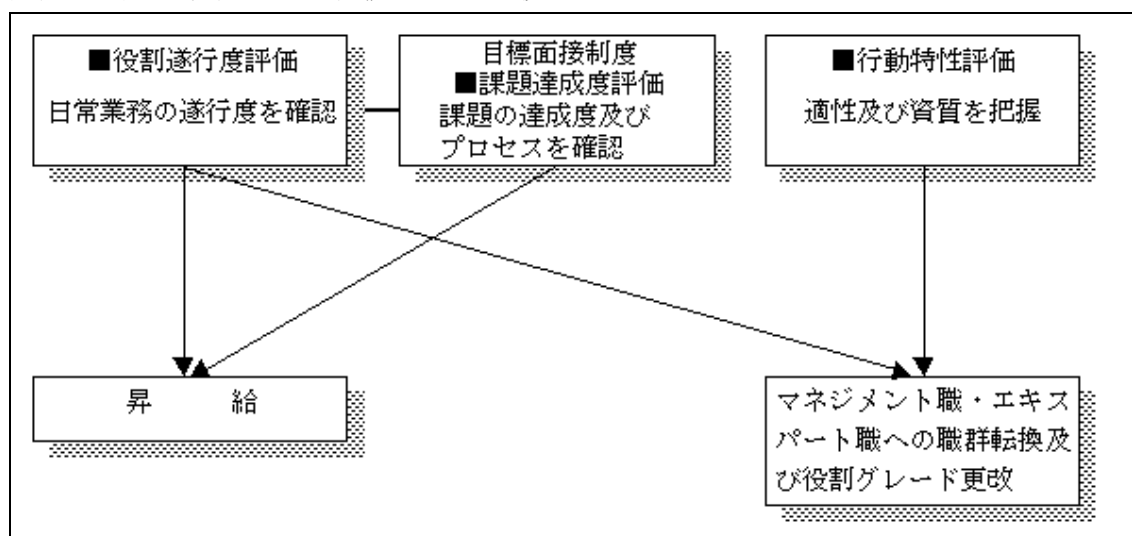 ■役割遂行度評価
日常業務の遂行度を確認
目標面接制度
■課題達成度評価
課題の達成度及び
プロセスを確認
■行動特性評価
適性及び資質を把握
昇　　給
マネジメント職・エキス
パート職への職群転換及
び役割グレード更改